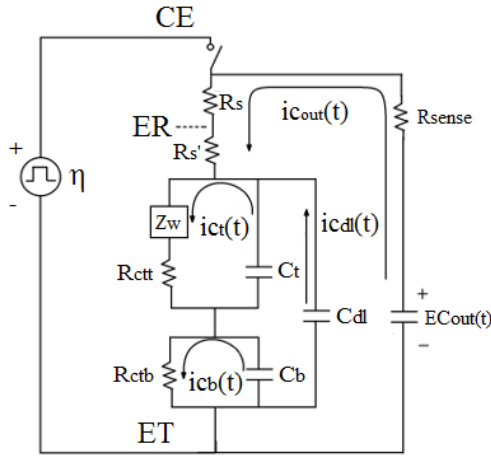 CE
Rs
icout(t)
Rsense
ER
Rs'
+
η
-
Zw
ict(t)
icdl(t)
Rctt
Ct
+
Cdl
ECout(t)
−
Rctb
icb(t)
Cb
ET